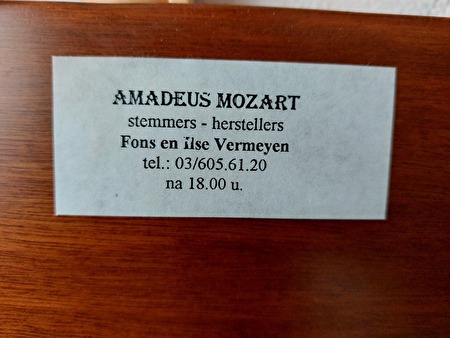 AMADEUS MOZART
stemmers - herstellers
Fons en Ilse Vermeyen
tel.: 03/605.61.20
na 18.00 u.